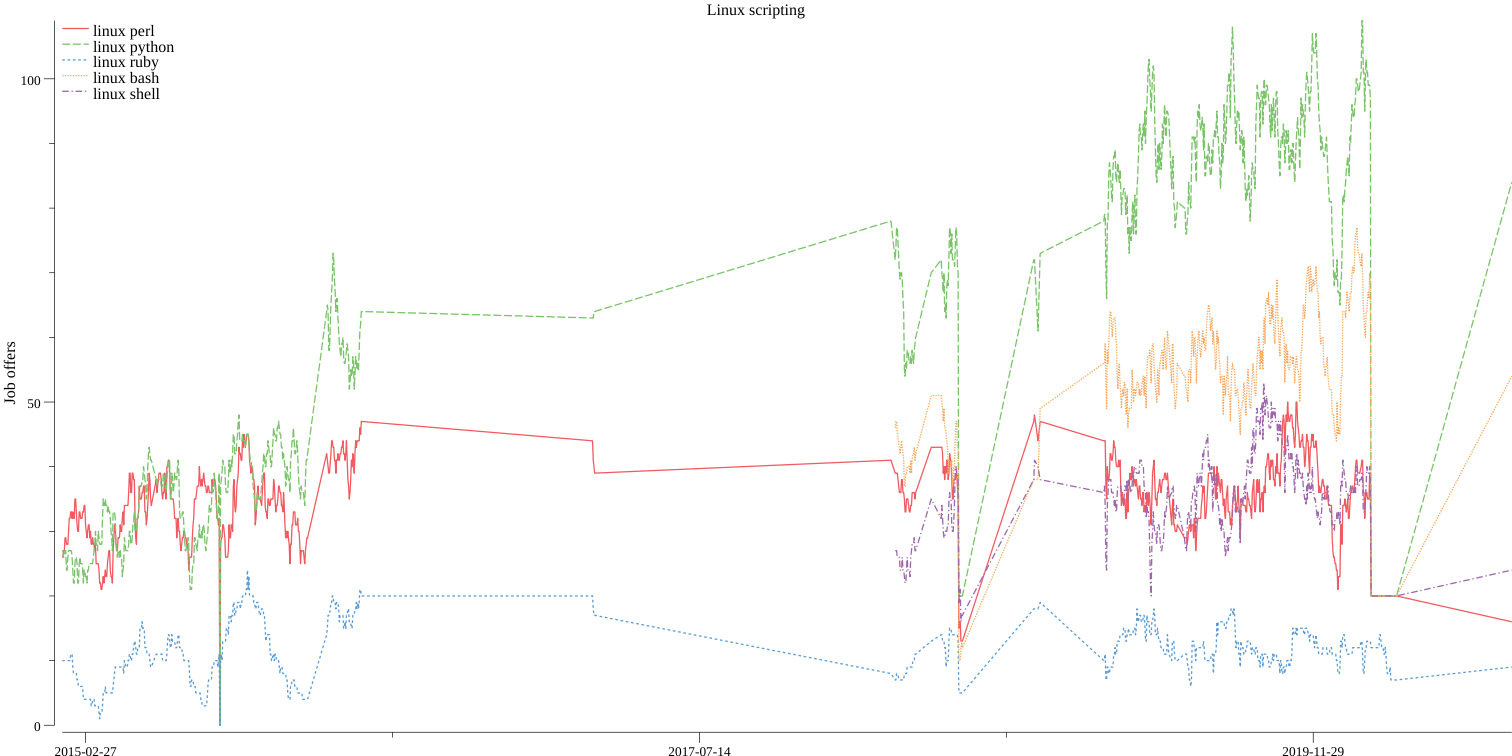 Linux scripting
linux perl
linux python
linux ruby
linux bash
linux shell
100
50
0
Job offers
2015-02-27
2017-07-14
2019-11-29